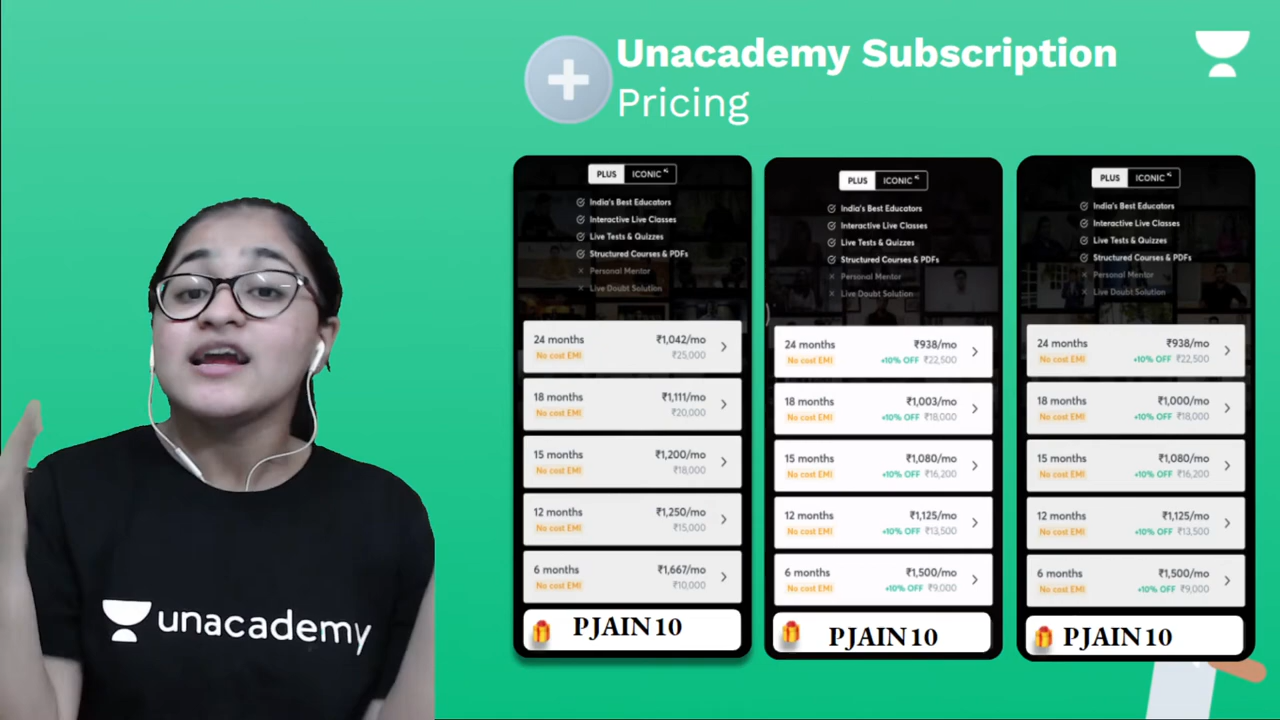 Unacademy Subscription
Pricing
PLUS ICONIC
India's Best Educators
Interactive Live Classes
Live Tests & Quizzes
Structured Courses & PDFs
Personal Mentor
Live Doubt Solution
24 months ₹1,042/mo
No cost EMI ₹25,000
18 months ₹1,111/mo
No cost EMI ₹20,000
15 months ₹1,200/mo
No cost EMI ₹18,000
12 months ₹1,250/mo
No cost EMI ₹15,000
6 months ₹1,667/mo
No cost EMI ₹10,000
PJAIN10
PLUS ICONIC
India's Best Educators
Interactive Live Classes
Live Tests & Quizzes
Structured Courses & PDFs
Personal Mentor
Live Doubt Solution
24 months ₹938/mo
No cost EMI +10% OFF ₹22,500
18 months ₹1,003/mo
No cost EMI +10% OFF ₹18,000
15 months ₹1,080/mo
No cost EMI +10% OFF ₹16,200
12 months ₹1,125/mo
No cost EMI +10% OFF ₹13,500
6 months ₹1,500/mo
No cost EMI +10% OFF ₹9,000
PJAIN10
PLUS ICONIC
India's Best Educators
Interactive Live Classes
Live Tests & Quizzes
Structured Courses & PDFs
Personal Mentor
Live Doubt Solution
24 months ₹938/mo
No cost EMI +10% OFF ₹22,500
18 months ₹1,000/mo
No cost EMI +10% OFF ₹18,000
15 months ₹1,080/mo
No cost EMI +10% OFF ₹16,200
12 months ₹1,125/mo
No cost EMI +10% OFF ₹13,500
6 months ₹1,500/mo
No cost EMI +10% OFF ₹9,000
PJAIN10
unacademy